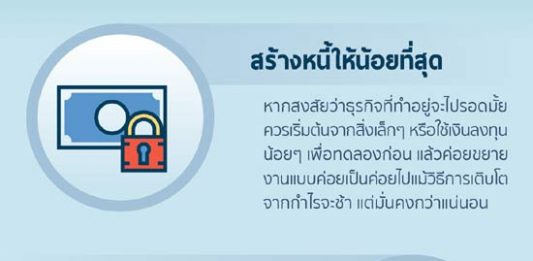 สร้างหนี้ให้น้อยที่สุด
หากสงสัยว่าธุรกิจที่ทำอยู่จะไปรอดมั้ย
ควรเริ่มต้นจากสิ่งเล็กๆ หรือใช้เงินลงทุน
น้อยๆ เพื่อทดลองก่อน แล้วค่อยขยาย
งานแบบค่อยเป็นค่อยไปแม้วิธีการเติบโต
จากกำไรจะช้า แต่มั่นคงกว่าแน่นอน